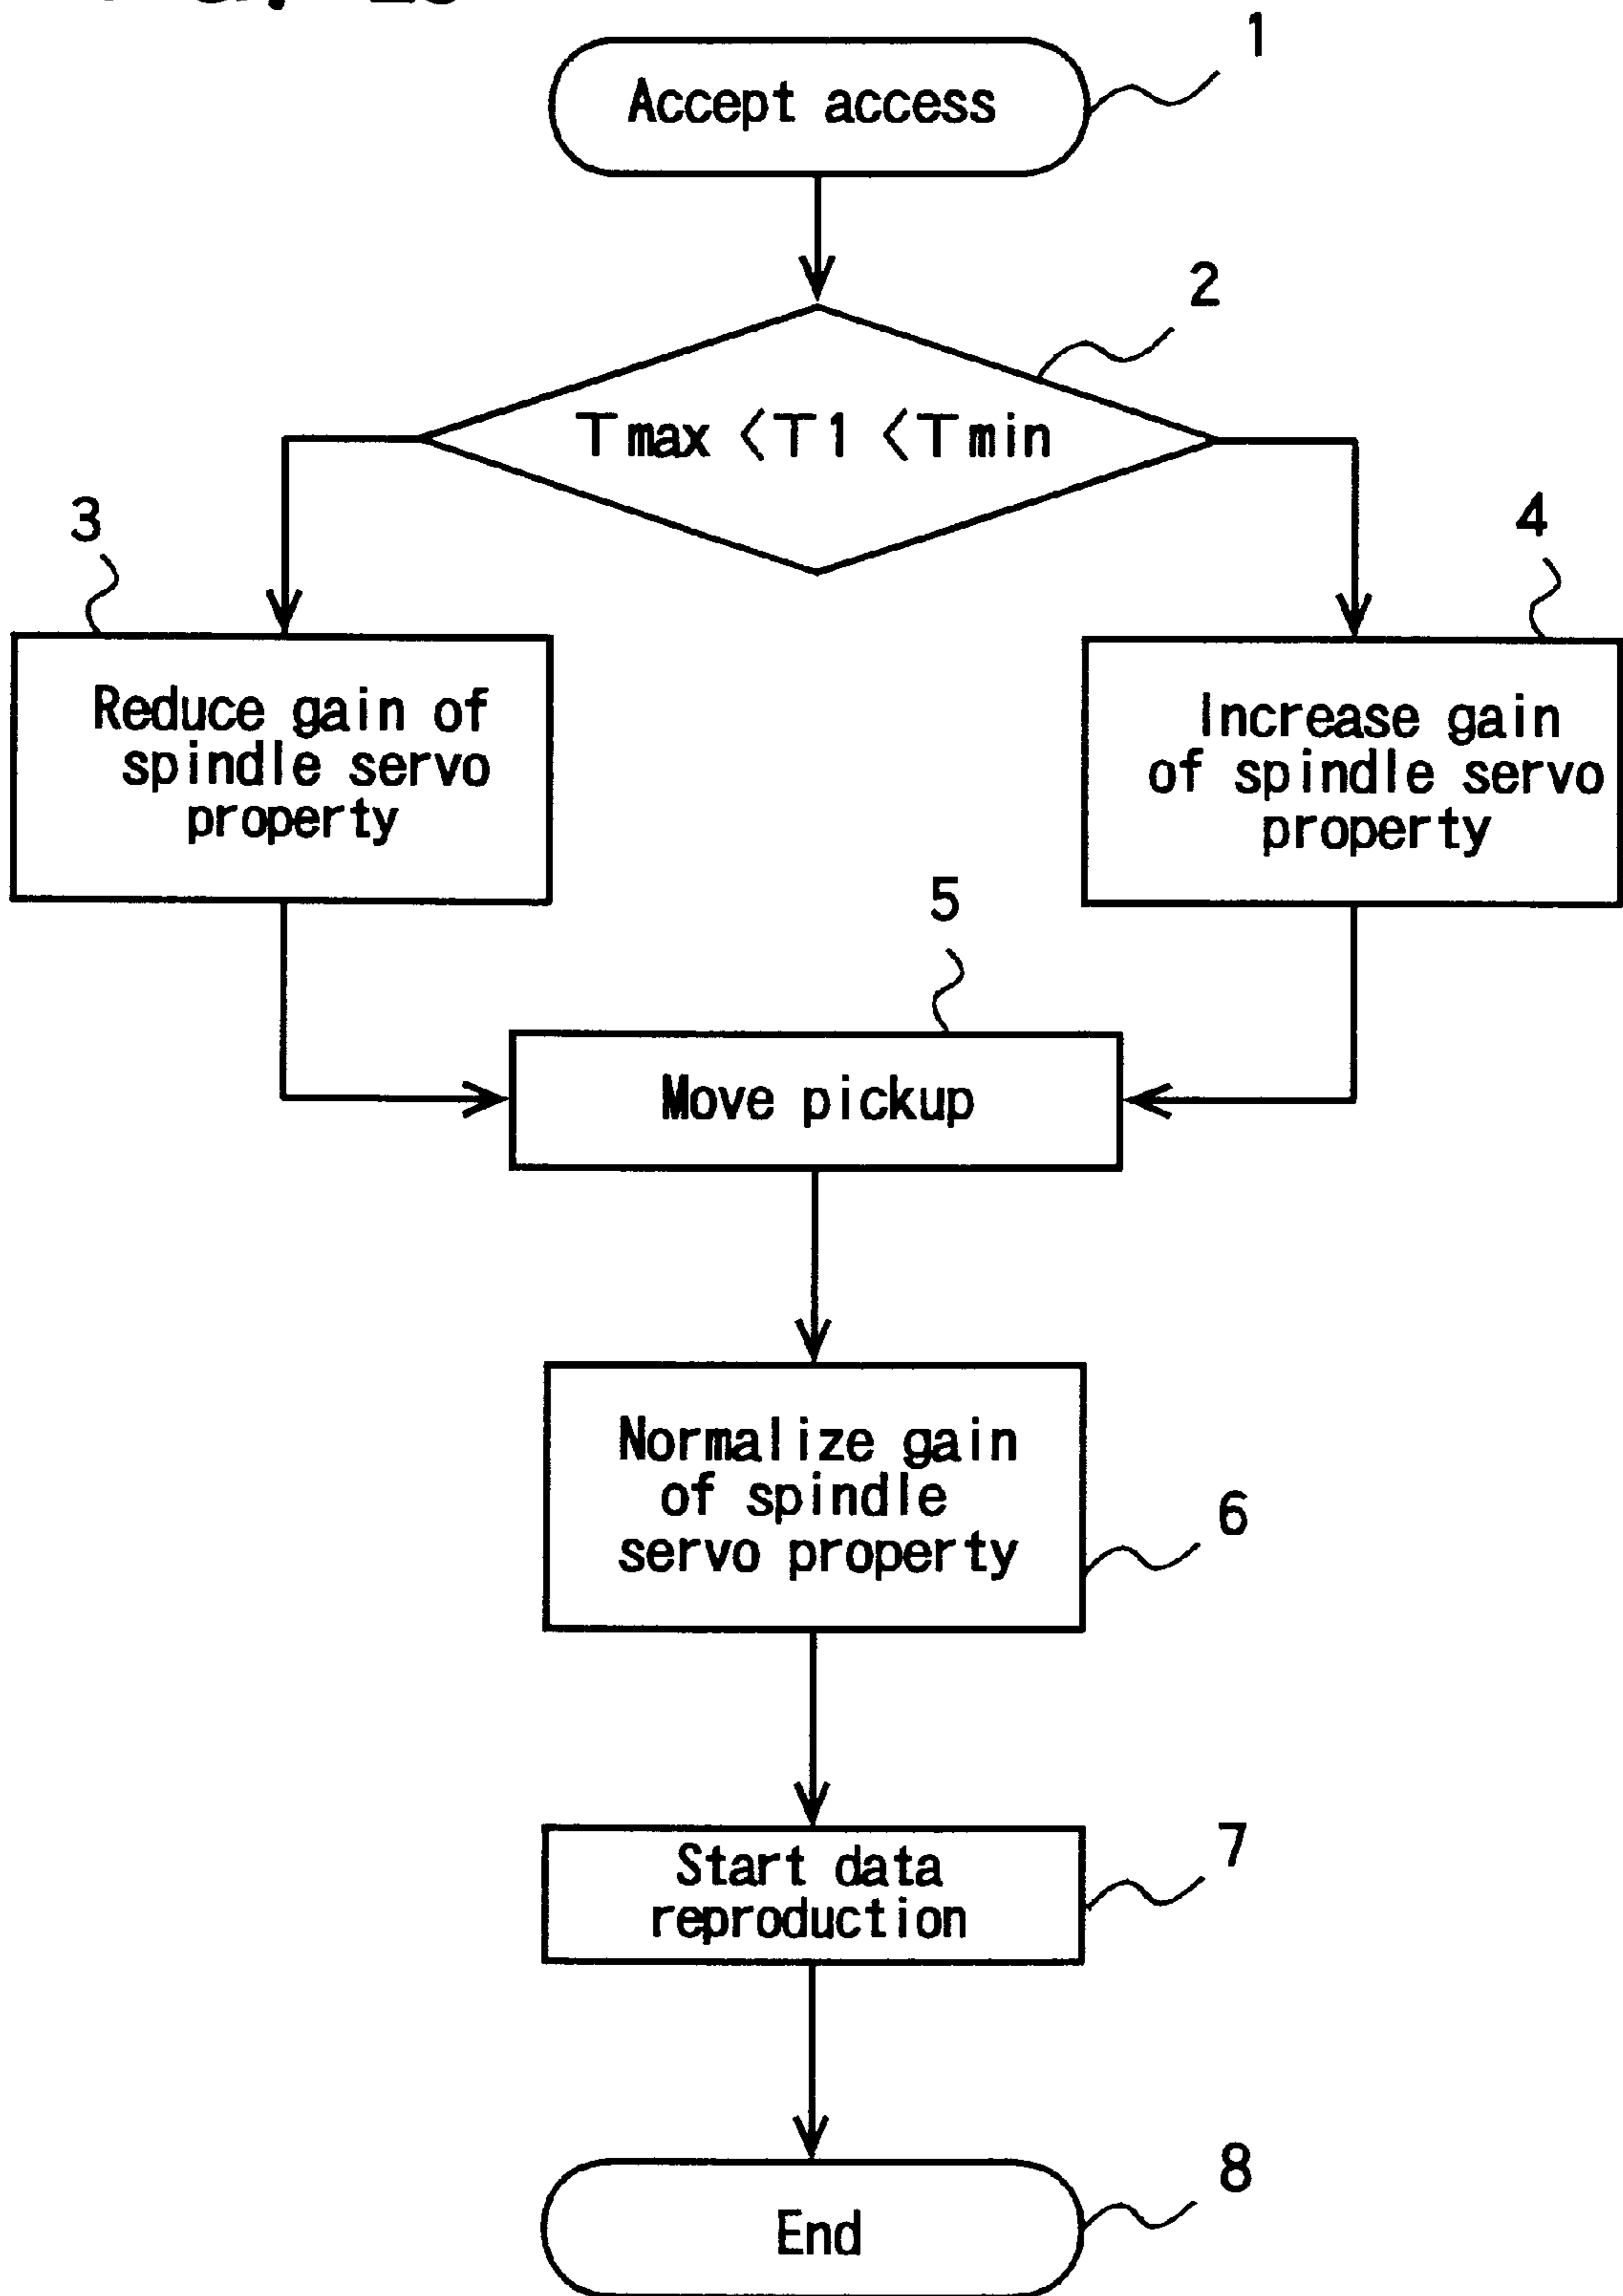 1
Accept access
2
Tmax <T1 <Tmin
3
4
Reduce gain of
spindle servo
property
Increase gain
of spindle servo
property
5
Move pickup
Normalize gain
of spindle
servo property
6
7
Start data
reproduction
8
End